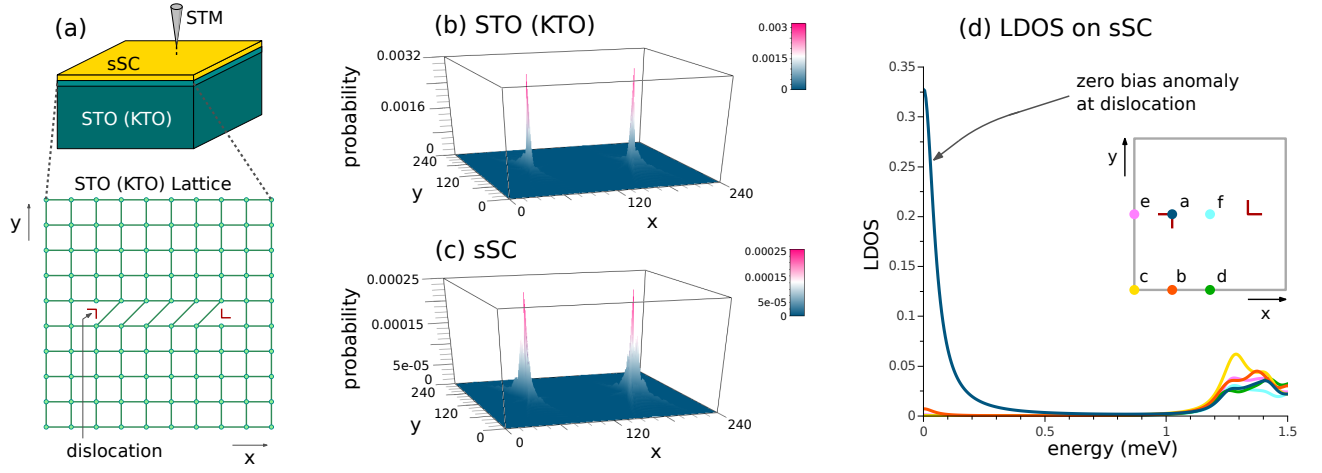 (a)
STM
sSC
STO (KTO)
STO (KTO) Lattice
y
x
dislocation
(b) STO (KTO)
0.003
0.0015
0
0.0032
0.0016
0
probability
240
120
0
y
0
120
240
x
(c) sSC
0.00025
0.00015
5e-05
0
0.00025
0.00015
5e-05
0
probability
240
120
0
y
0
120
240
x
(d) LDOS on sSC
0.35
0.3
0.25
0.2
0.15
0.1
0.05
0
LDOS
zero bias anomaly
at dislocation
y
e
a
f
c
b
d
x
0
0.5
1
1.5
energy (meV)